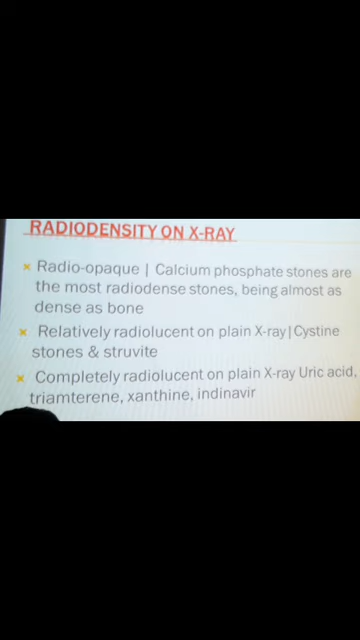 RADIODENSITY ON X-RAY
Radio-opaque | Calcium phosphate stones are
the most radiodense stones, being almost as
dense as bone
Relatively radiolucent on plain X-ray|Cystine
stones & struvite
Completely radiolucent on plain X-ray Uric acid,
triamterene, xanthine, indinavir